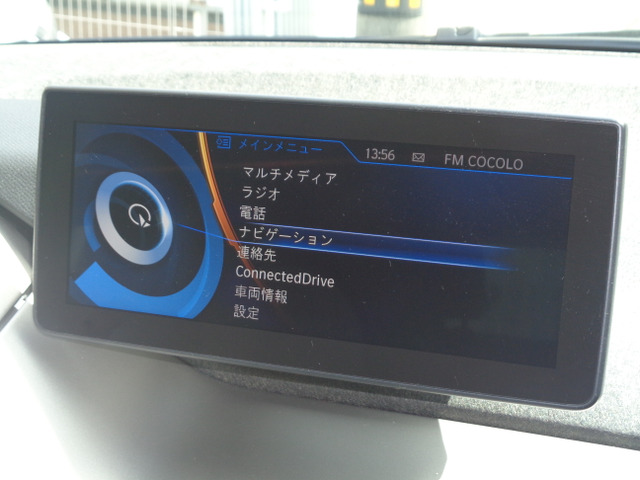 メインメニュー 13:56 FM COCOLO
マルチメディア
ラジオ
電話
ナビゲーション
連絡先
ConnectedDrive
車両情報
設定